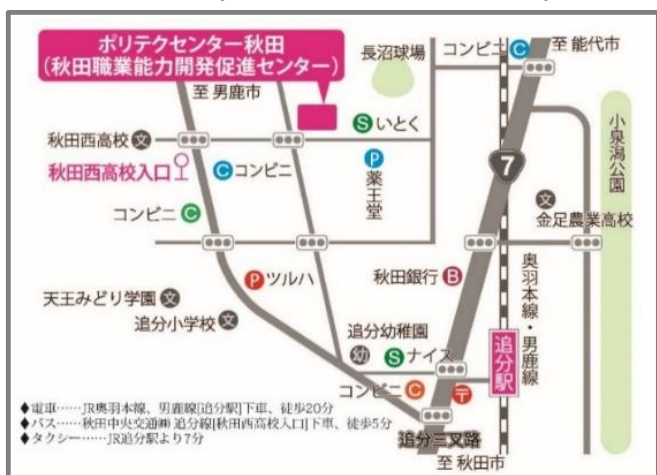 ポリテクセンター秋田
(秋田職業能力開発促進センター)
長沼球場
コンビニ C
至 能代市
至 男鹿市
秋田西高校 文
S いとく
小泉潟公園
秋田西高校入口
C コンビニ
P 薬王堂
7
コンビニ C
文
金足農業高校
P ツルハ
秋田銀行 B
奥羽本線・男鹿線
天王みどり学園 文
追分小学校 文
追分幼稚園
幼
S ナイス
追分駅
コンビニ C
〒
追分三叉路
至 秋田市
◆電車……JR奥羽本線、男鹿線[追分駅]下車、徒歩20分
◆バス……秋田中央交通㈱ 追分線[秋田西高校入口]下車、徒歩5分
◆タクシー……JR追分駅より7分